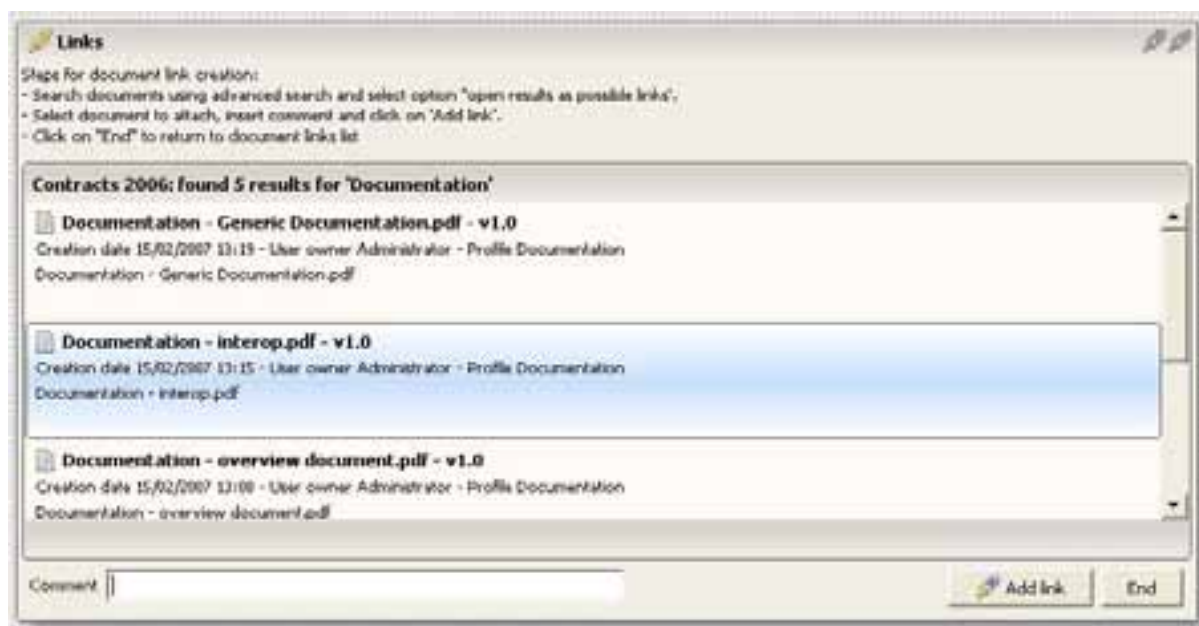 Links
Steps for document link creation:
- Search documents using advanced search and select option "open results as possible links".
- Select document to attach, insert comment and click on 'Add link'.
- Click on "End" to return to document links list
Contracts 2006: found 5 results for 'Documentation'
Documentation - Generic Documentation.pdf - v1.0
Creation date 15/02/2007 13:19 - User owner Administrator - Profile Documentation
Documentation - Generic Documentation.pdf
Documentation - interop.pdf - v1.0
Creation date 15/02/2007 13:15 - User owner Administrator - Profile Documentation
Documentation - interop.pdf
Documentation - overview document.pdf - v1.0
Creation date 15/02/2007 13:08 - User owner Administrator - Profile Documentation
Documentation - overview document.pdf
Comment
Add link
End